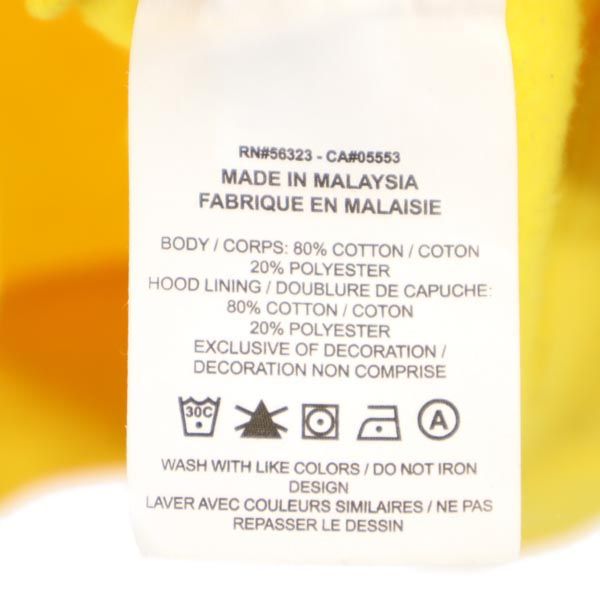 RN#56323 - CA#05553
MADE IN MALAYSIA
FABRIQUE EN MALAISIE
BODY / CORPS: 80% COTTON / COTON
20% POLYESTER
HOOD LINING / DOUBLURE DE CAPUCHE:
80% COTTON / COTON
20% POLYESTER
EXCLUSIVE OF DECORATION /
DECORATION NON COMPRISE
30C A
WASH WITH LIKE COLORS / DO NOT IRON
DESIGN
LAVER AVEC COULEURS SIMILAIRES / NE PAS
REPASSER LE DESSIN